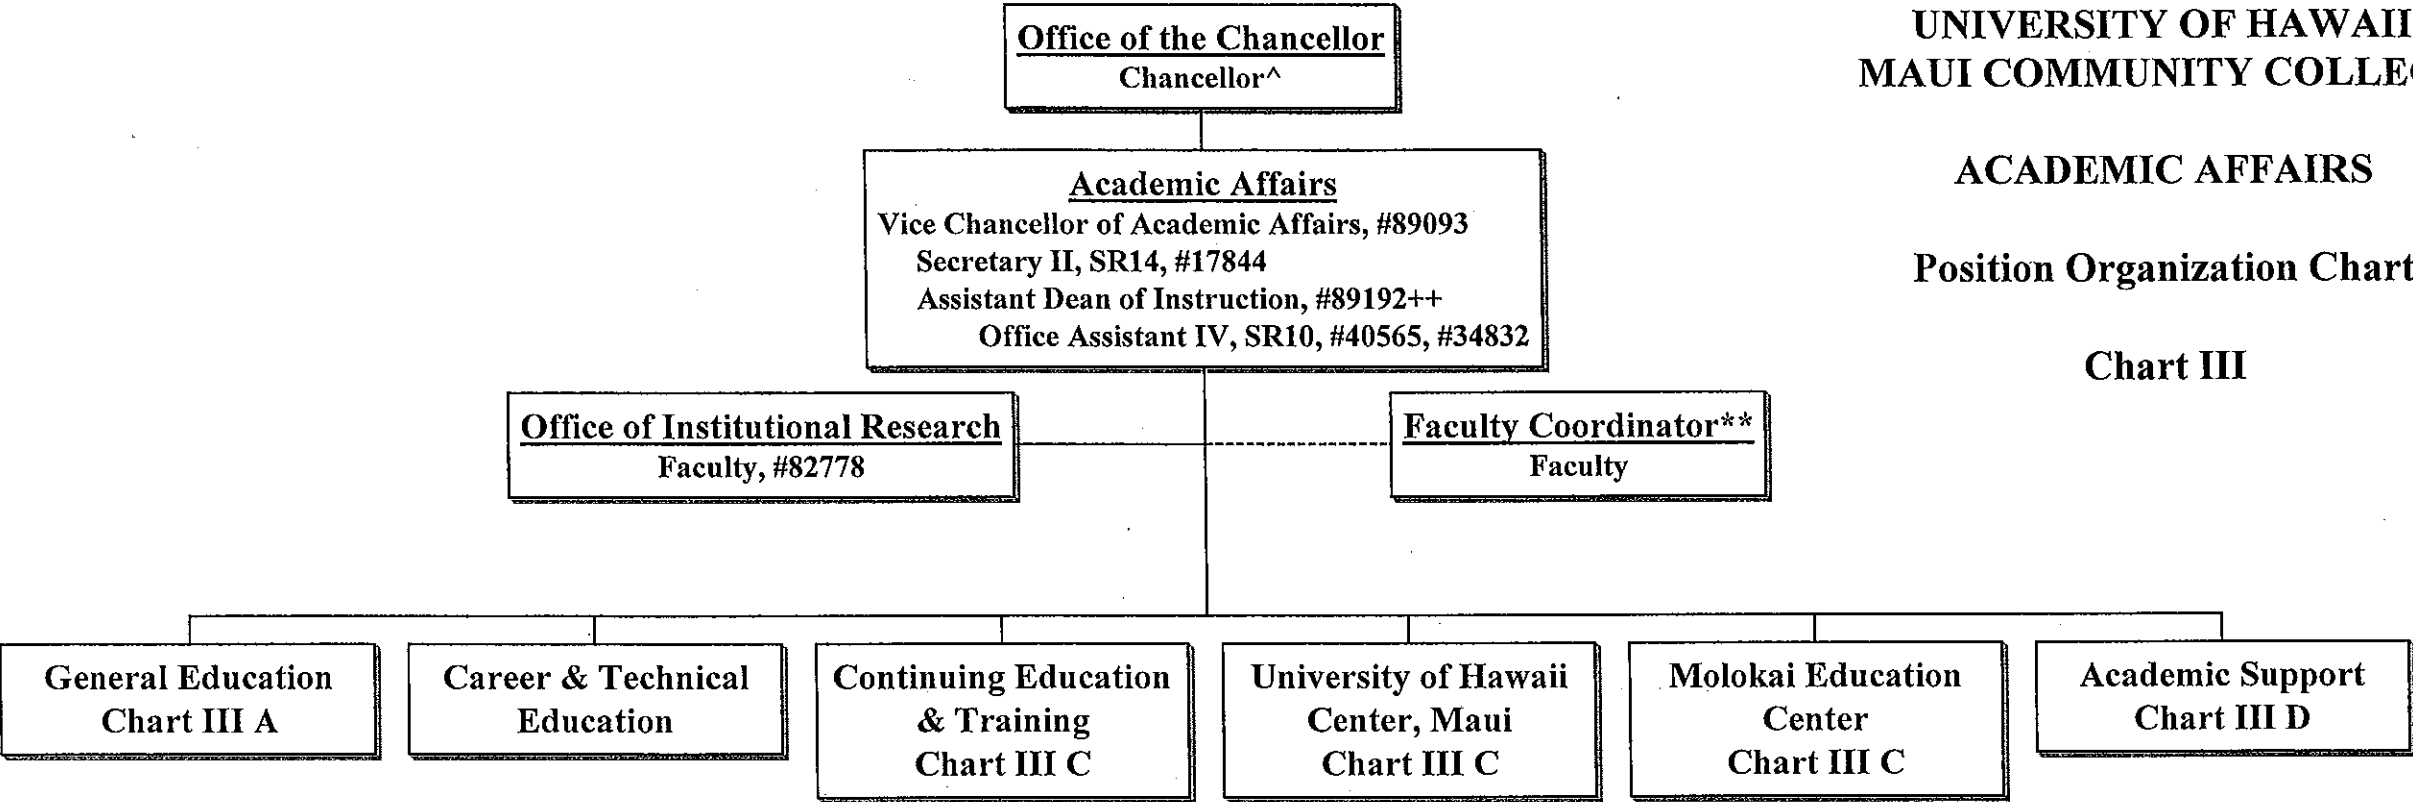 Office of the Chancellor
Chancellor^
UNIVERSITY OF HAWAII
MAUI COMMUNITY COLLE
ACADEMIC AFFAIRS
Position Organization Chart
Chart III
Academic Affairs
Vice Chancellor of Academic Affairs, #89093
Secretary II, SR14, #17844
Assistant Dean of Instruction, #89192++
Office Assistant IV, SR10, #40565, #34832
Office of Institutional Research
Faculty, #82778
Faculty Coordinator**
Faculty
General Education
Chart III A
Career & Technical
Education
Continuing Education
& Training
Chart III C
University of Hawaii
Center, Maui
Chart III C
Molokai Education
Center
Chart III C
Academic Support
Chart III D